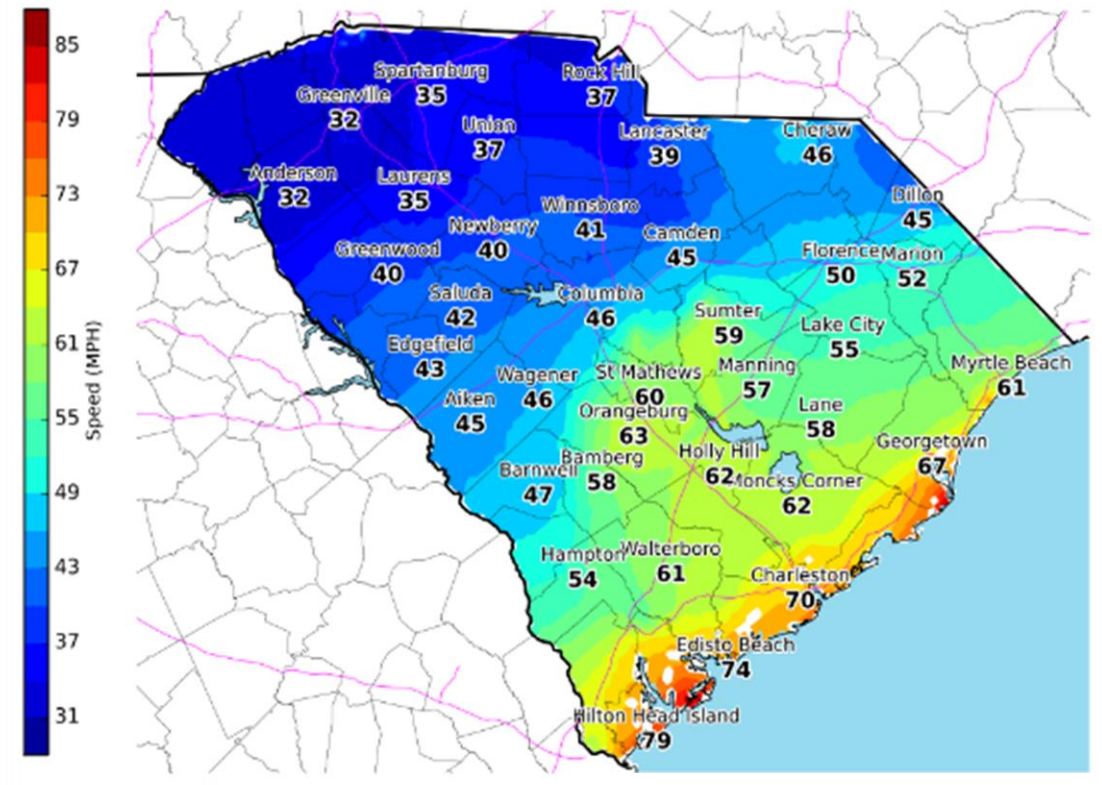 85
79
73
67
61
55
49
43
37
31
Speed (MPH)
Spartanburg
35
Rock Hill
37
Greenville
32
Union
37
Lancaster
39
Cheraw
46
Anderson
32
Laurens
35
Dillon
45
Winnsboro
41
Newberry
40
Camden
45
Greenwood
40
Florence
50
Marion
52
Saluda
42
Columbia
46
Sumter
59
Lake City
55
Edgefield
43
Wagener
46
St Mathews
60
Manning
57
Myrtle Beach
61
Aiken
45
Orangeburg
63
Lane
58
Georgetown
67
Barnwell
47
Bamberg
58
Holly Hill
62
Moncks Corner
62
Hampton
54
Walterboro
61
Charleston
70
Edisto Beach
74
Hilton Head Island
79